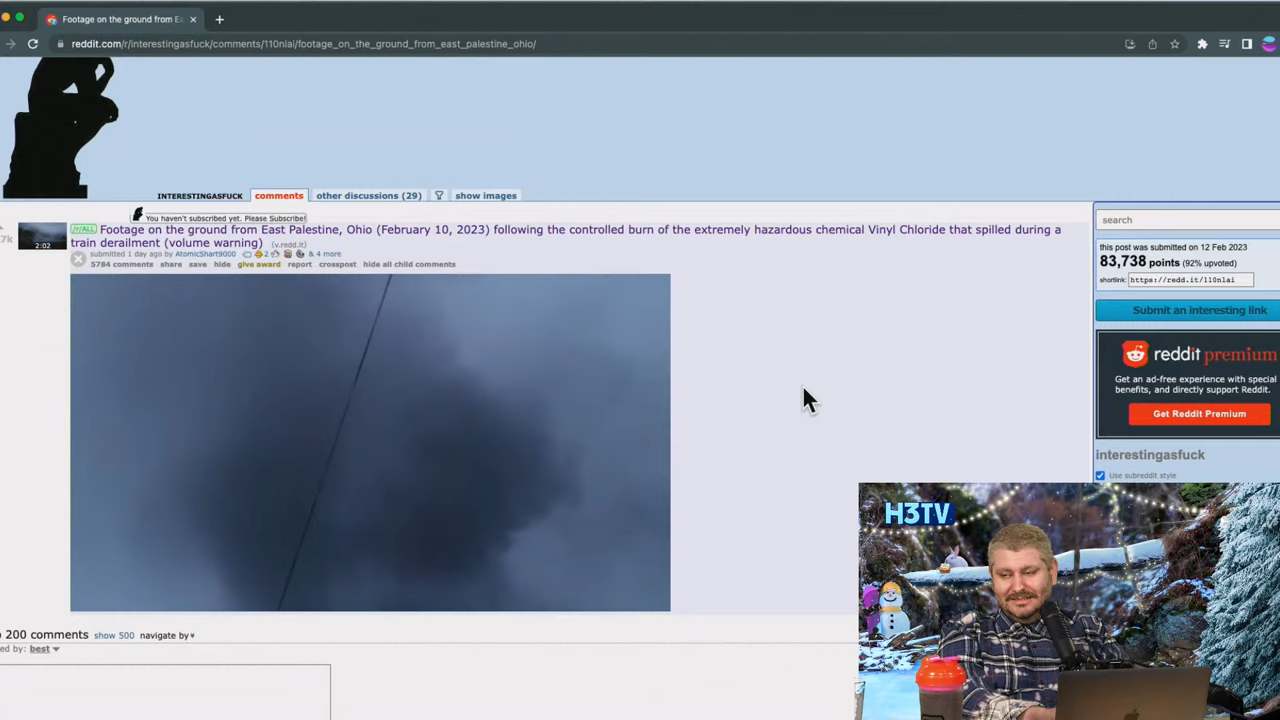 Footage on the ground from Ea
reddit.com/r/interestingasfuck/comments/110nlai/footage_on_the_ground_from_east_palestine_ohio/
INTERESTINGASFUCK comments other discussions (29) show images
You haven't subscribed yet. Please Subscribe!
7k
2:02
/r/ALL Footage on the ground from East Palestine, Ohio (February 10, 2023) following the controlled burn of the extremely hazardous chemical Vinyl Chloride that spilled during a
train derailment (volume warning) (v.redd.it)
submitted 1 day ago by AtomicShart9000 2 & 4 more
5784 comments share save hide give award report crosspost hide all child comments
search
this post was submitted on 12 Feb 2023
83,738 points (92% upvoted)
shortlink: https://redd.it/110nlai
Submit an interesting link
reddit premium
Get an ad-free experience with special
benefits, and directly support Reddit.
Get Reddit Premium
interestingasfuck
Use subreddit style
H3TV
200 comments show 500 navigate by
ed by: best